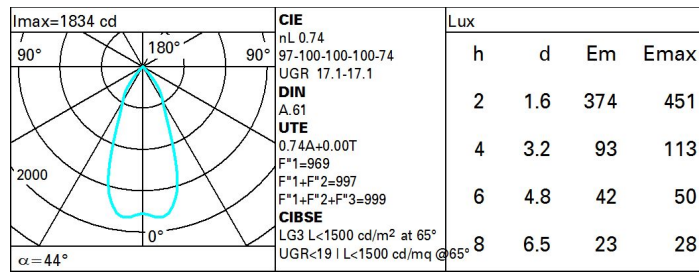 Imax=1834 cd
90° 180° 90°
2000
0°
α=44°
CIE
nL 0.74
97-100-100-100-74
UGR 17.1-17.1
DIN
A.61
UTE
0.74A+0.00T
F"1=969
F"1+F"2=997
F"1+F"2+F"3=999
CIBSE
LG3 L<1500 cd/m² at 65°
UGR<19 | L<1500 cd/mq @65°
Lux
h d Em Emax
2 1.6 374 451
4 3.2 93 113
6 4.8 42 50
8 6.5 23 28